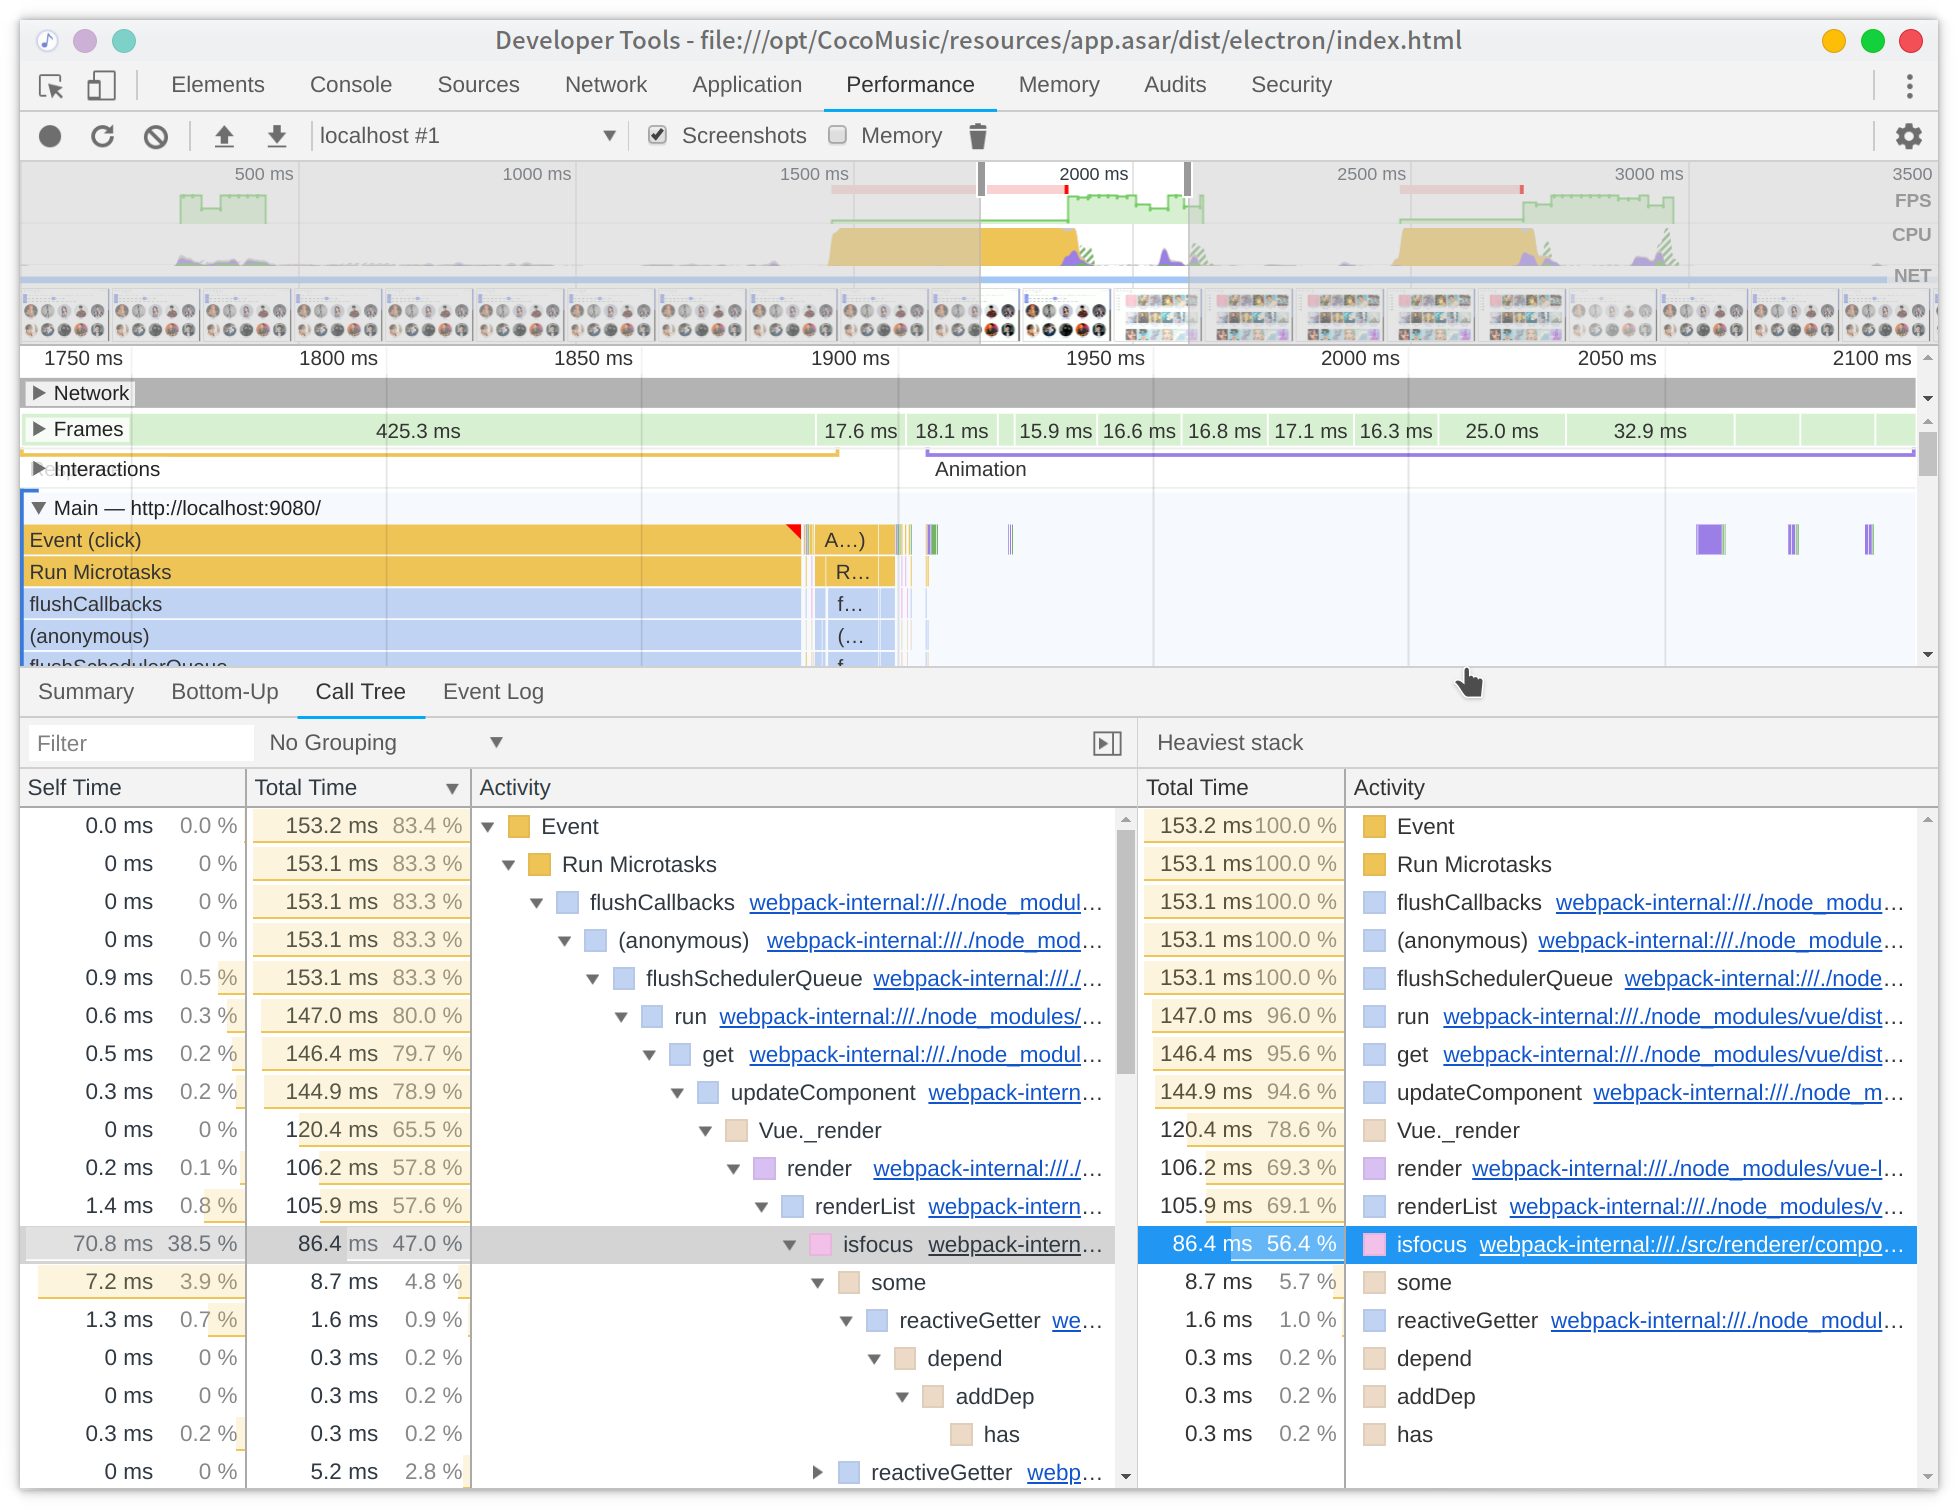 Developer Tools - file:///opt/CocoMusic/resources/app.asar/dist/electron/index.html
Elements Console Sources Network Application Performance Memory Audits Security
localhost #1 Screenshots Memory
500 ms 1000 ms 1500 ms 2000 ms 2500 ms 3000 ms 3500
FPS
CPU
NET
1750 ms 1800 ms 1850 ms 1900 ms 1950 ms 2000 ms 2050 ms 2100 ms
Network
Frames 425.3 ms 17.6 ms 18.1 ms 15.9 ms 16.6 ms 16.8 ms 17.1 ms 16.3 ms 25.0 ms 32.9 ms
Interactions Animation
Main — http://localhost:9080/
Event (click) A…)
Run Microtasks R…
flushCallbacks f…
(anonymous) (…
flushSchedulerQueue f…
Summary Bottom-Up Call Tree Event Log
Filter No Grouping Heaviest stack
Self Time Total Time Activity Total Time Activity
0.0 ms 0.0 % 153.2 ms 83.4 % Event 153.2 ms 100.0 % Event
0 ms 0 % 153.1 ms 83.3 % Run Microtasks 153.1 ms 100.0 % Run Microtasks
0 ms 0 % 153.1 ms 83.3 % flushCallbacks webpack-internal:///./node_modul… 153.1 ms 100.0 % flushCallbacks webpack-internal:///./node_modu…
0 ms 0 % 153.1 ms 83.3 % (anonymous) webpack-internal:///./node_mod… 153.1 ms 100.0 % (anonymous) webpack-internal:///./node_module…
0.9 ms 0.5 % 153.1 ms 83.3 % flushSchedulerQueue webpack-internal:///./… 153.1 ms 100.0 % flushSchedulerQueue webpack-internal:///./node…
0.6 ms 0.3 % 147.0 ms 80.0 % run webpack-internal:///./node_modules/… 147.0 ms 96.0 % run webpack-internal:///./node_modules/vue/dist…
0.5 ms 0.2 % 146.4 ms 79.7 % get webpack-internal:///./node_modul… 146.4 ms 95.6 % get webpack-internal:///./node_modules/vue/dist…
0.3 ms 0.2 % 144.9 ms 78.9 % updateComponent webpack-intern… 144.9 ms 94.6 % updateComponent webpack-internal:///./node_m…
0 ms 0 % 120.4 ms 65.5 % Vue._render 120.4 ms 78.6 % Vue._render
0.2 ms 0.1 % 106.2 ms 57.8 % render webpack-internal:///./… 106.2 ms 69.3 % render webpack-internal:///./node_modules/vue-l…
1.4 ms 0.8 % 105.9 ms 57.6 % renderList webpack-intern… 105.9 ms 69.1 % renderList webpack-internal:///./node_modules/v…
70.8 ms 38.5 % 86.4 ms 47.0 % isfocus webpack-intern… 86.4 ms 56.4 % isfocus webpack-internal:///./src/renderer/compo…
7.2 ms 3.9 % 8.7 ms 4.8 % some 8.7 ms 5.7 % some
1.3 ms 0.7 % 1.6 ms 0.9 % reactiveGetter we… 1.6 ms 1.0 % reactiveGetter webpack-internal:///./node_modul…
0 ms 0 % 0.3 ms 0.2 % depend 0.3 ms 0.2 % depend
0 ms 0 % 0.3 ms 0.2 % addDep 0.3 ms 0.2 % addDep
0.3 ms 0.2 % 0.3 ms 0.2 % has 0.3 ms 0.2 % has
0 ms 0 % 5.2 ms 2.8 % reactiveGetter webp…